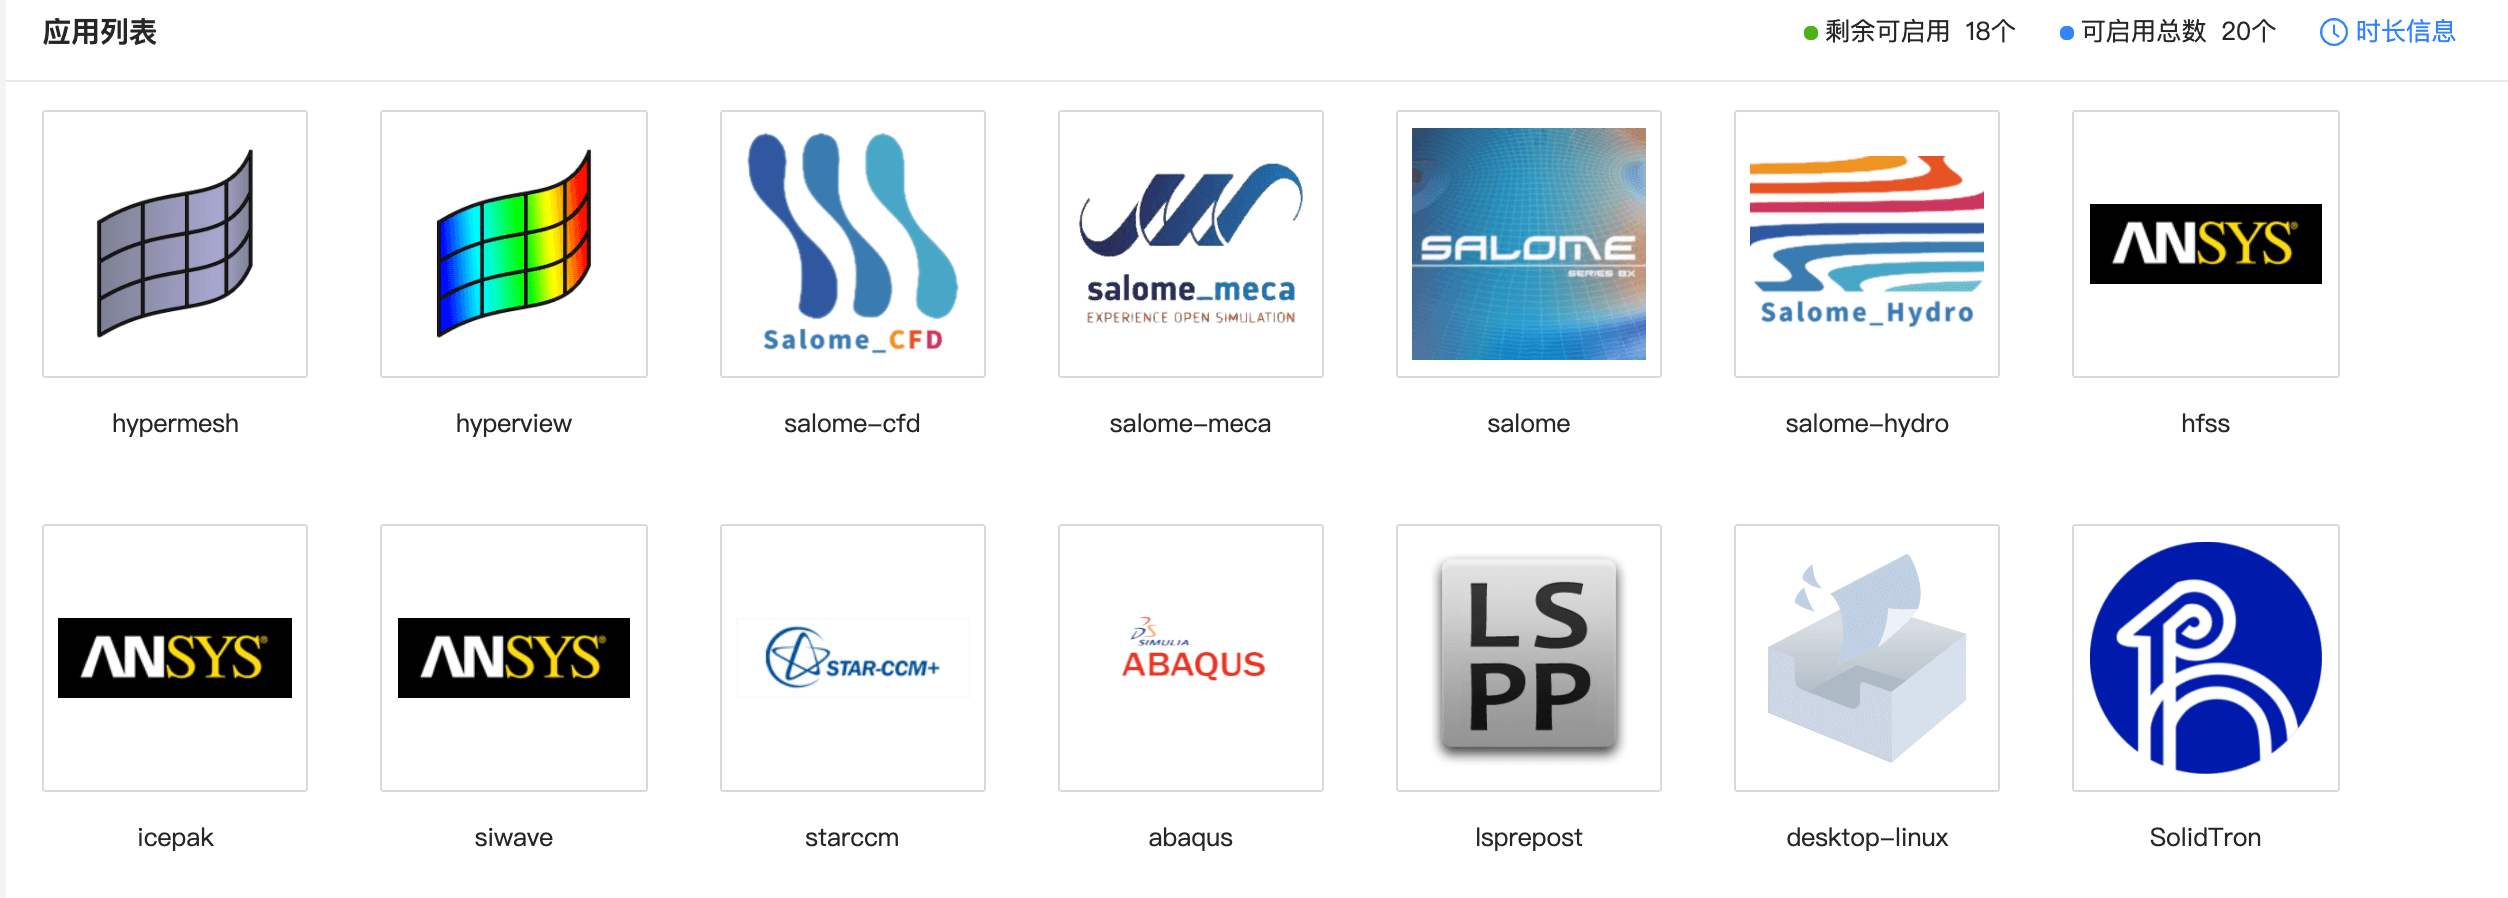 应用列表
剩余可启用 18个 可启用总数 20个 时长信息
Salome_CFD
salome_meca
EXPERIENCE OPEN SIMULATION
SALOME
SERIES 8X
Salome_Hydro
ANSYS®
hypermesh hyperview salome-cfd salome-meca salome salome-hydro hfss
ANSYS®
ANSYS®
STAR-CCM+
3DS
SIMULIA
ABAQUS
LS
PP
icepak siwave starccm abaqus lsprepost desktop-linux SolidTron